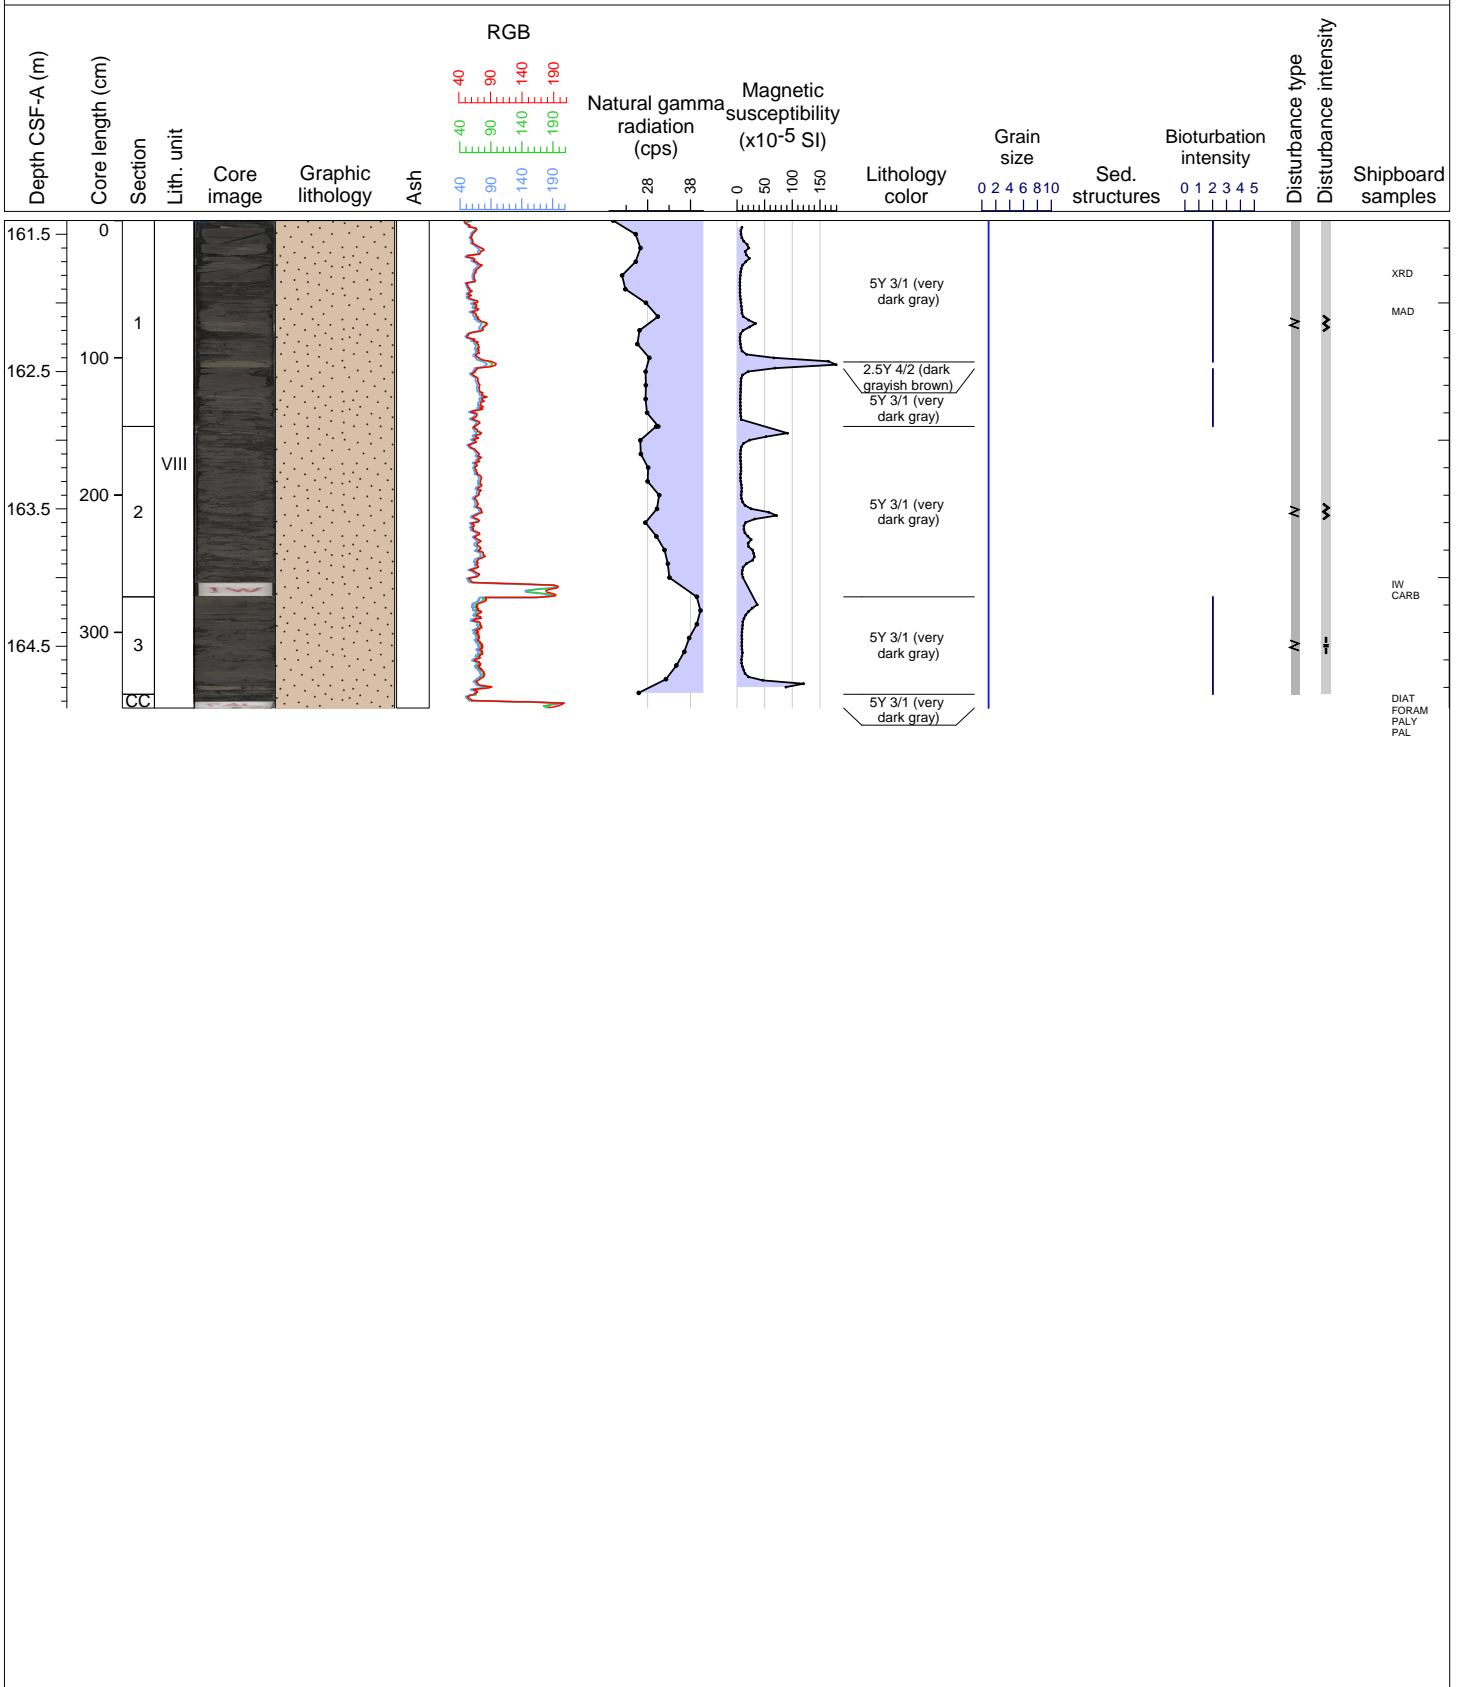 Depth CSF-A (m)
Core length (cm)
Section
Lith. unit
Core
image
Graphic
lithology
Ash
RGB
40 90 140 190
40 90 140 190
40 90 140 190
Natural gamma
radiation
(cps)
28 38
Magnetic
susceptibility
(x10-5 SI)
0 50 100 150
Lithology
color
Grain
size
0 2 4 6 8 10
Sed.
structures
Bioturbation
intensity
0 1 2 3 4 5
Disturbance type
Disturbance intensity
Shipboard
samples
161.5
162.5
163.5
164.5
0
100
200
300
1
2
3
CC
VIII
IW
5Y 3/1 (very
dark gray)
2.5Y 4/2 (dark
grayish brown)
5Y 3/1 (very
dark gray)
5Y 3/1 (very
dark gray)
5Y 3/1 (very
dark gray)
5Y 3/1 (very
dark gray)
XRD
MAD
IW
CARB
DIAT
FORAM
PALY
PAL